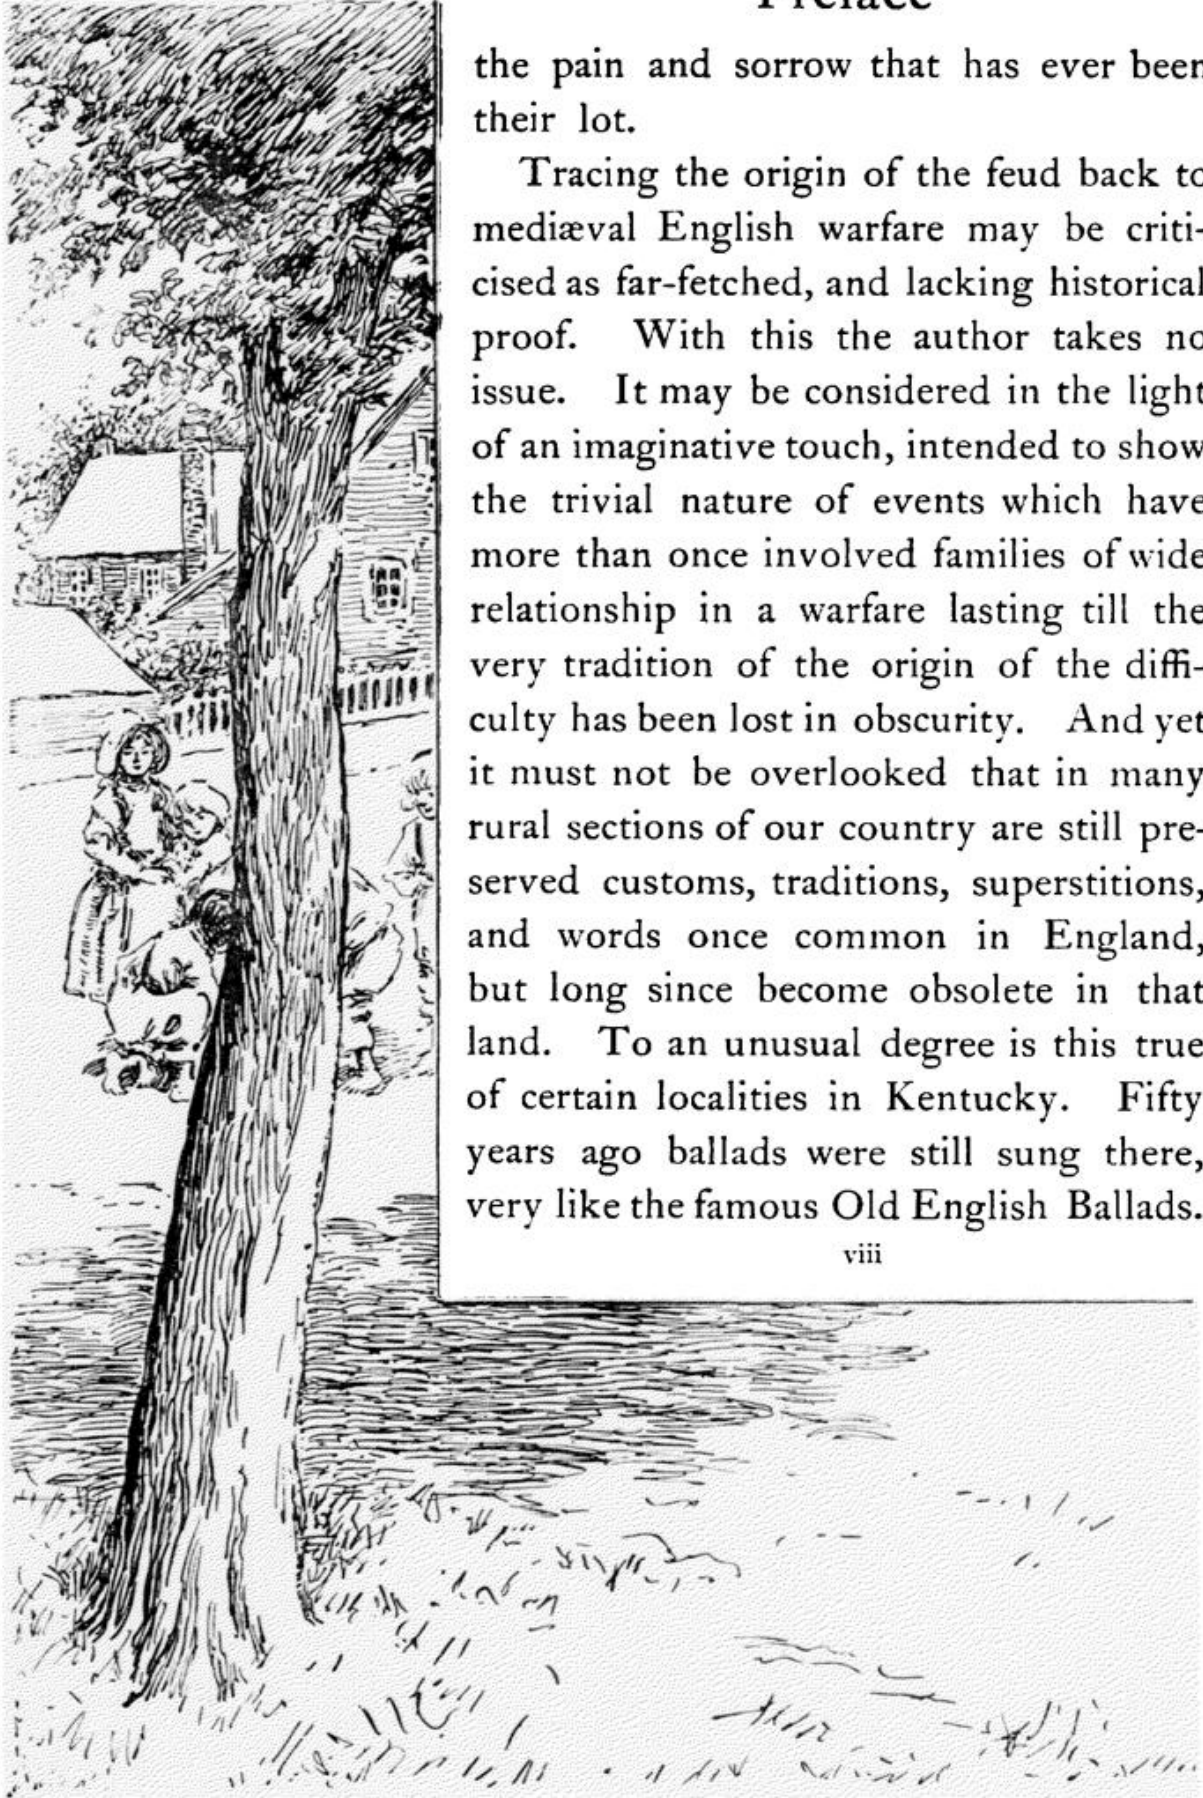 Preface
the pain and sorrow that has ever been
their lot.
Tracing the origin of the feud back to
mediæval English warfare may be criti-
cised as far-fetched, and lacking historical
proof. With this the author takes no
issue. It may be considered in the light
of an imaginative touch, intended to show
the trivial nature of events which have
more than once involved families of wide
relationship in a warfare lasting till the
very tradition of the origin of the diffi-
culty has been lost in obscurity. And yet
it must not be overlooked that in many
rural sections of our country are still pre-
served customs, traditions, superstitions,
and words once common in England,
but long since become obsolete in that
land. To an unusual degree is this true
of certain localities in Kentucky. Fifty
years ago ballads were still sung there,
very like the famous Old English Ballads.
viii